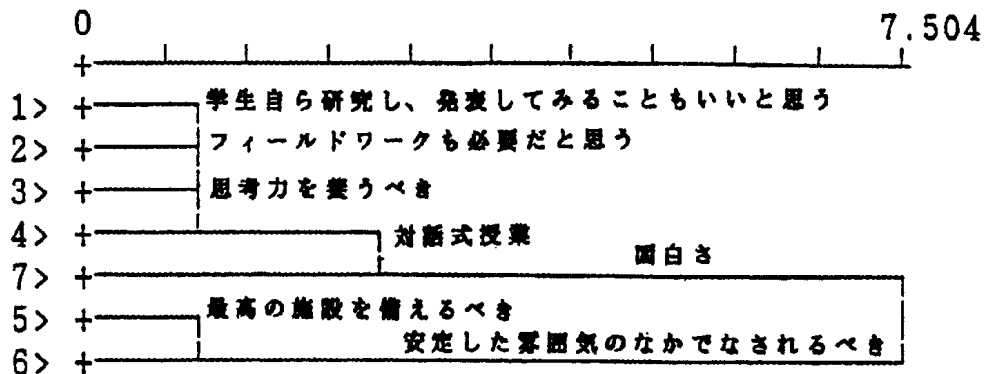 0 7.504
1> 学生自ら研究し、発表してみることもいいと思う
2> フィールドワークも必要だと思う
3> 思考力を養うべき
4> 対話式授業
面白さ
7>
5> 最高の施設を備えるべき
安定した雰囲気のなかでなされるべき
6>